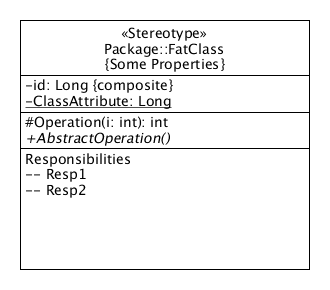 «Stereotype»
Package::FatClass
{Some Properties}
-id: Long {composite}
-ClassAttribute: Long
#Operation(i: int): int
+AbstractOperation()
Responsibilities
-- Resp1
-- Resp2